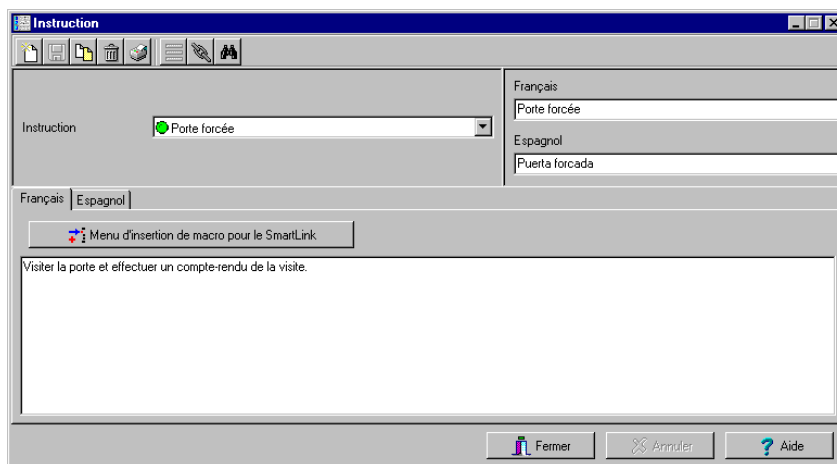 Instruction
Français
Porte forcée
Instruction
Porte forcée
Espagnol
Puerta forcada
Français
Espagnol
Menu d'insertion de macro pour le SmartLink
Visiter la porte et effectuer un compte-rendu de la visite.
Fermer
Annuler
Aide